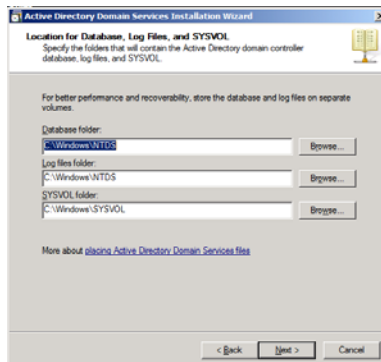 Active Directory Domain Services Installation Wizard
Location for Database, Log Files, and SYSVOL
Specify the folders that will contain the Active Directory domain controller
database, log files, and SYSVOL.
For better performance and recoverability, store the database and log files on separate
volumes.
Database folder:
C:\Windows\NTDS
Browse...
Log files folder:
C:\Windows\NTDS
Browse...
SYSVOL folder:
C:\Windows\SYSVOL
Browse...
More about placing Active Directory Domain Services files
< Back Next > Cancel